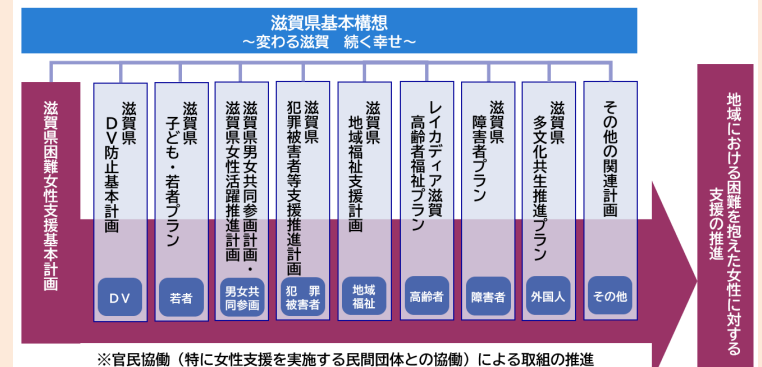 滋賀県基本構想
～変わる滋賀　続く幸せ～
滋賀県困難女性支援基本計画
滋賀県
ＤＶ防止基本計画
ＤＶ
滋賀県
子ども・若者プラン
若者
滋賀県男女共同参画計画・
滋賀県女性活躍推進計画
男女共
同参画
滋賀県
犯罪被害者等支援推進計画
犯　罪
被害者
滋賀県
地域福祉支援計画
地域
福祉
レイカディア滋賀
高齢者福祉プラン
高齢者
滋賀県
障害者プラン
障害者
滋賀県
多文化共生推進プラン
外国人
その他の関連計画
その他
地域における困難を抱えた女性に対する
支援の推進
※官民協働（特に女性支援を実施する民間団体との協働）による取組の推進